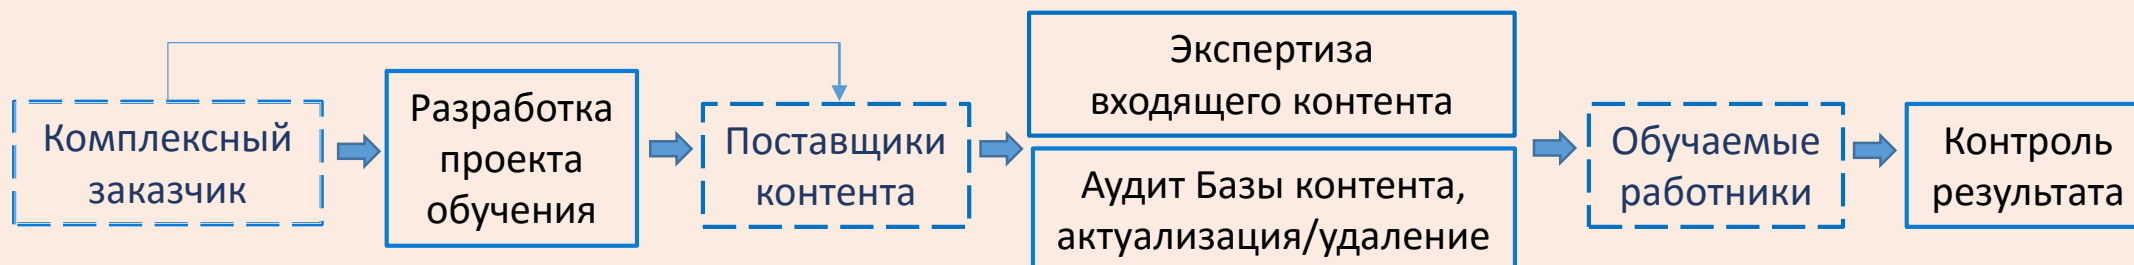 Комплексный
заказчик
Разработка
проекта
обучения
Поставщики
контента
Экспертиза
входящего контента
Аудит Базы контента,
актуализация/удаление
Обучаемые
работники
Контроль
результата